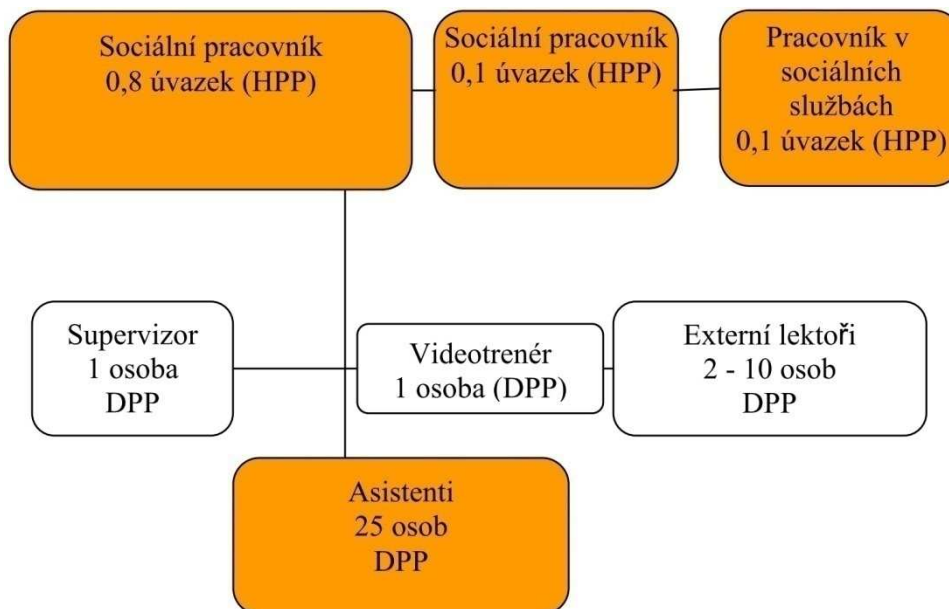 Sociální pracovník
0,8 úvazek (HPP)
Sociální pracovník
0,1 úvazek (HPP)
Pracovník v
sociálních
službách
0,1 úvazek (HPP)
Supervizor
1 osoba
DPP
Videotrenér
1 osoba (DPP)
Externí lektoři
2 - 10 osob
DPP
Asistenti
25 osob
DPP